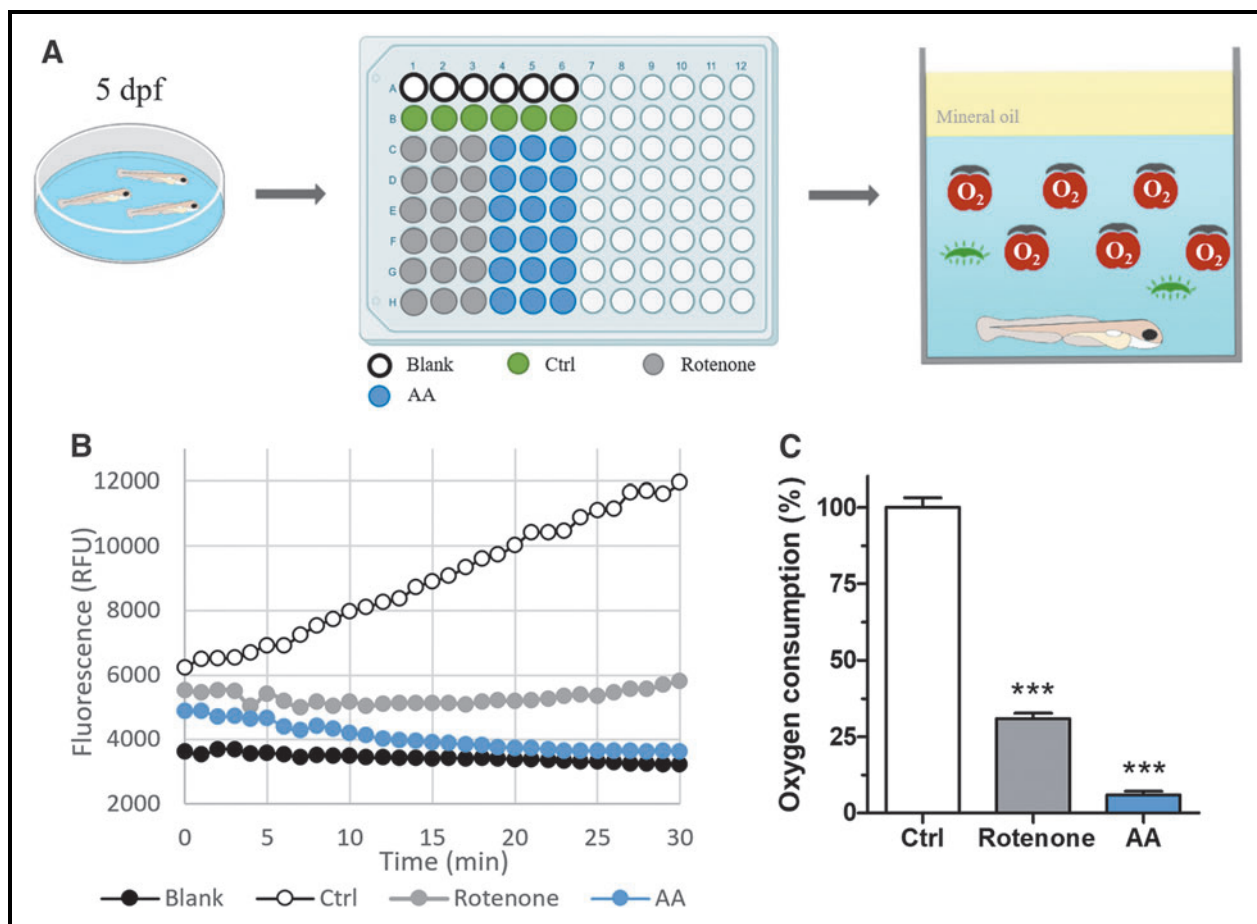 A
5 dpf
1 2 3 4 5 6 7 8 9 10 11 12
A
B
C
D
E
F
G
H
Blank Ctrl Rotenone
AA
Mineral oil
O2 O2 O2
O2 O2 O2
B
Fluorescence (RFU)
12000
10000
8000
6000
4000
2000
0 5 10 15 20 25 30
Time (min)
Blank Ctrl Rotenone AA
C
Oxygen consumption (%)
100
75
50
25
0
***
***
Ctrl Rotenone AA